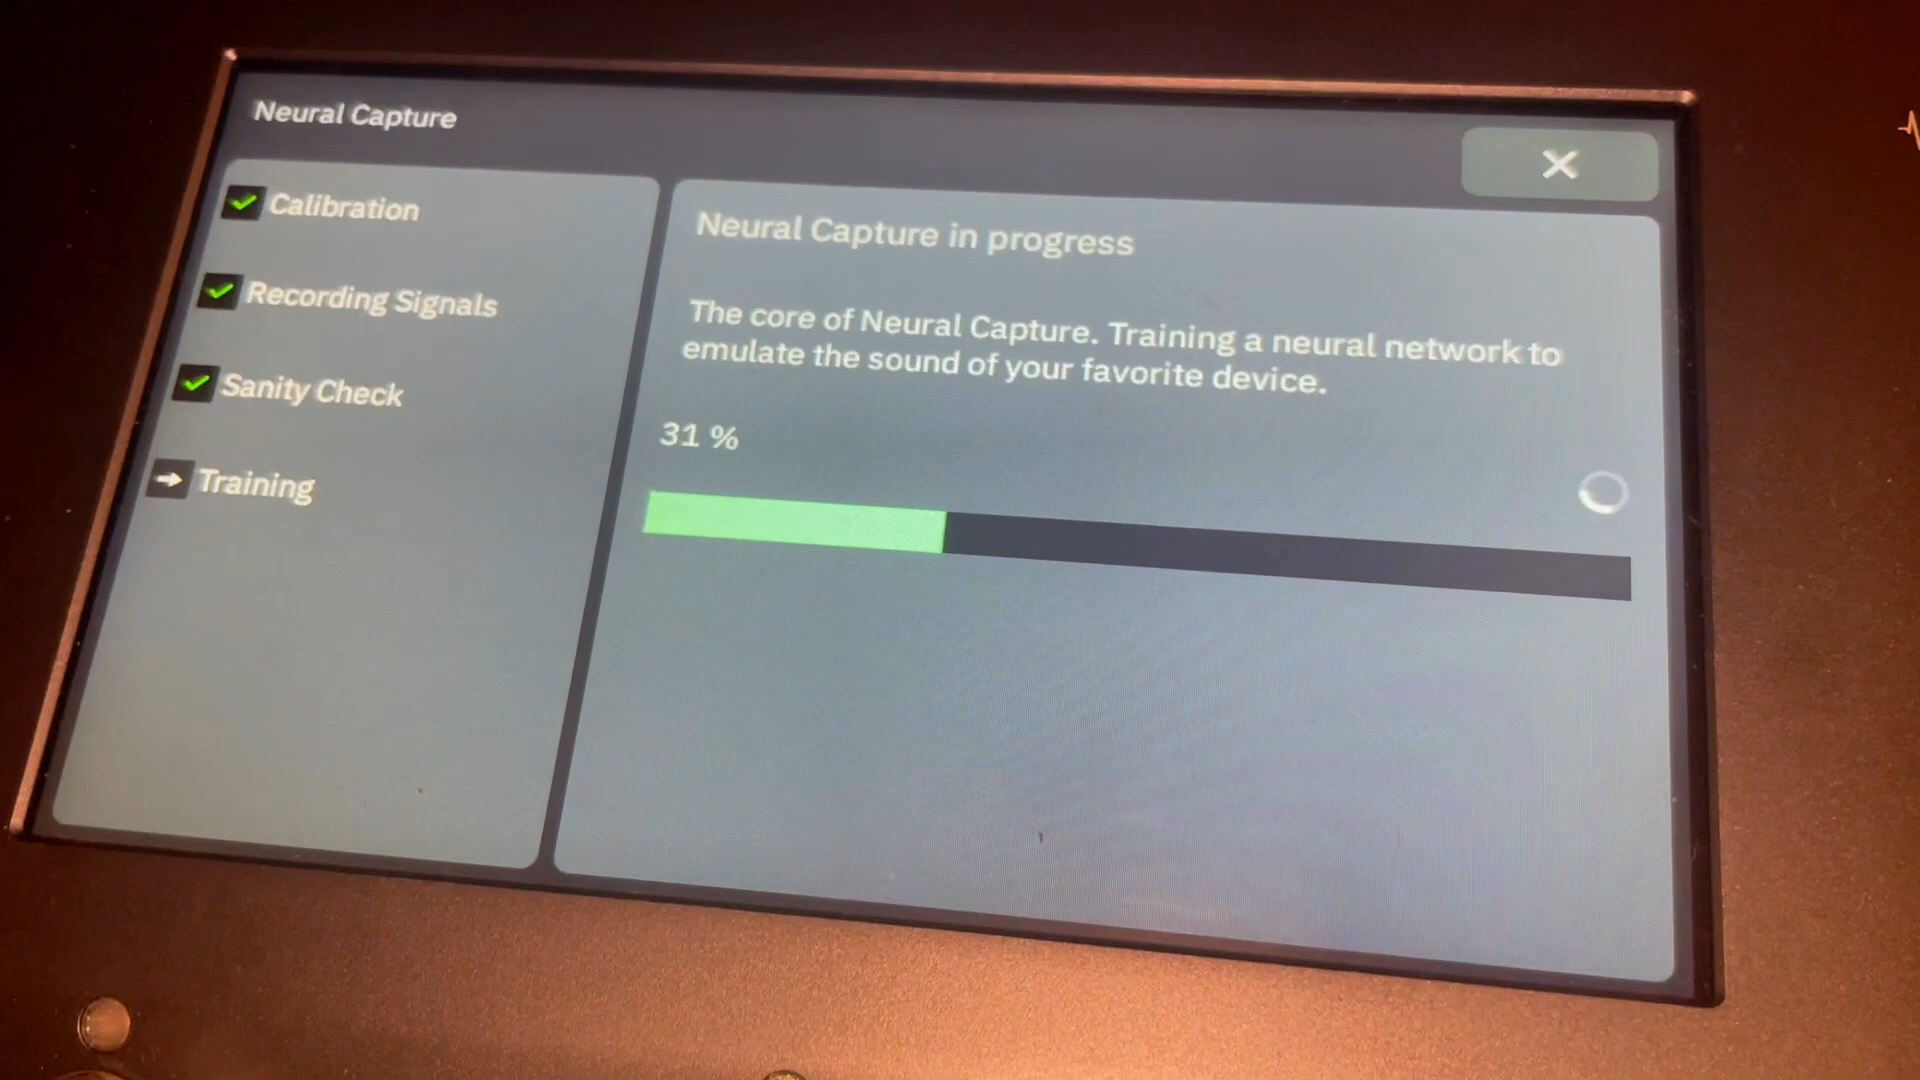 Neural Capture
Calibration
Recording Signals
Sanity Check
Training
Neural Capture in progress
The core of Neural Capture. Training a neural network to
emulate the sound of your favorite device.
31 %